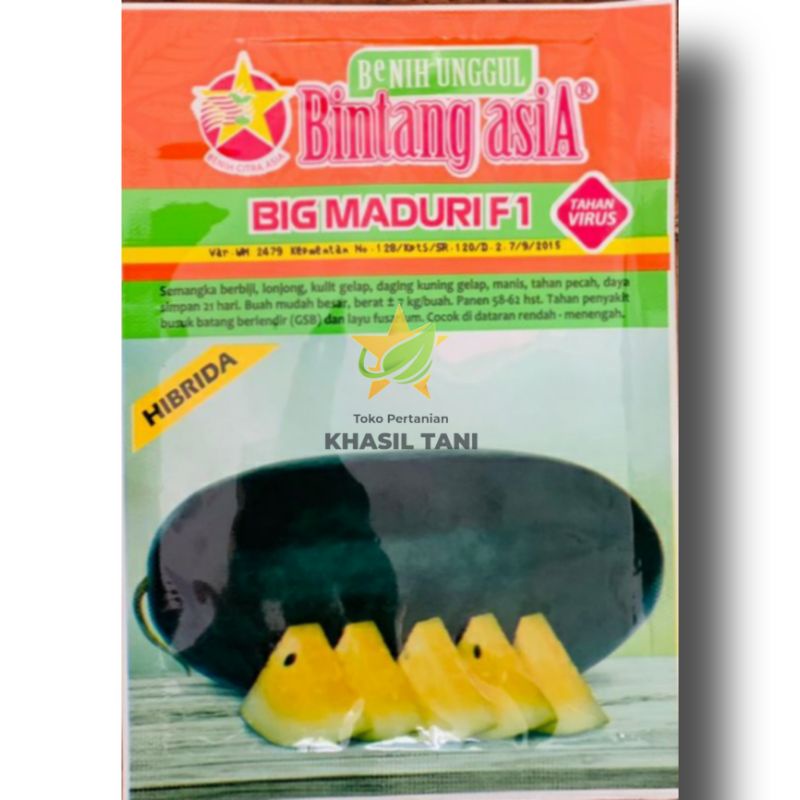 BeNIH UNGGUL
Bintang asiA®
BENIH CITRA ASIA
BIG MADURI F1
TAHAN
VIRUS
Var. WM 2479 Kepmentan No. 128/Kpts/SR.120/D.2.7/9/2015
Semangka berbiji, lonjong, kulit gelap, daging kuning gelap, manis, tahan pecah, daya
simpan 21 hari. Buah mudah besar, berat ± 7 kg/buah. Panen 58-62 hst. Tahan penyakit
busuk batang berlendir (GSB) dan layu fusarium. Cocok di dataran rendah - menengah.
HIBRIDA
Toko Pertanian
KHASIL TANI